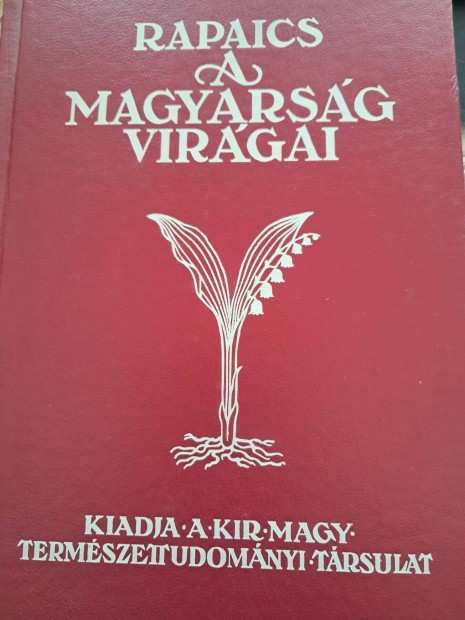 RAPAICS
A
MAGYARSÁG
VIRÁGAI
KIADJA·A·KIR·MAGY·
TERMÉSZETTUDOMÁNYI·TÁRSULAT